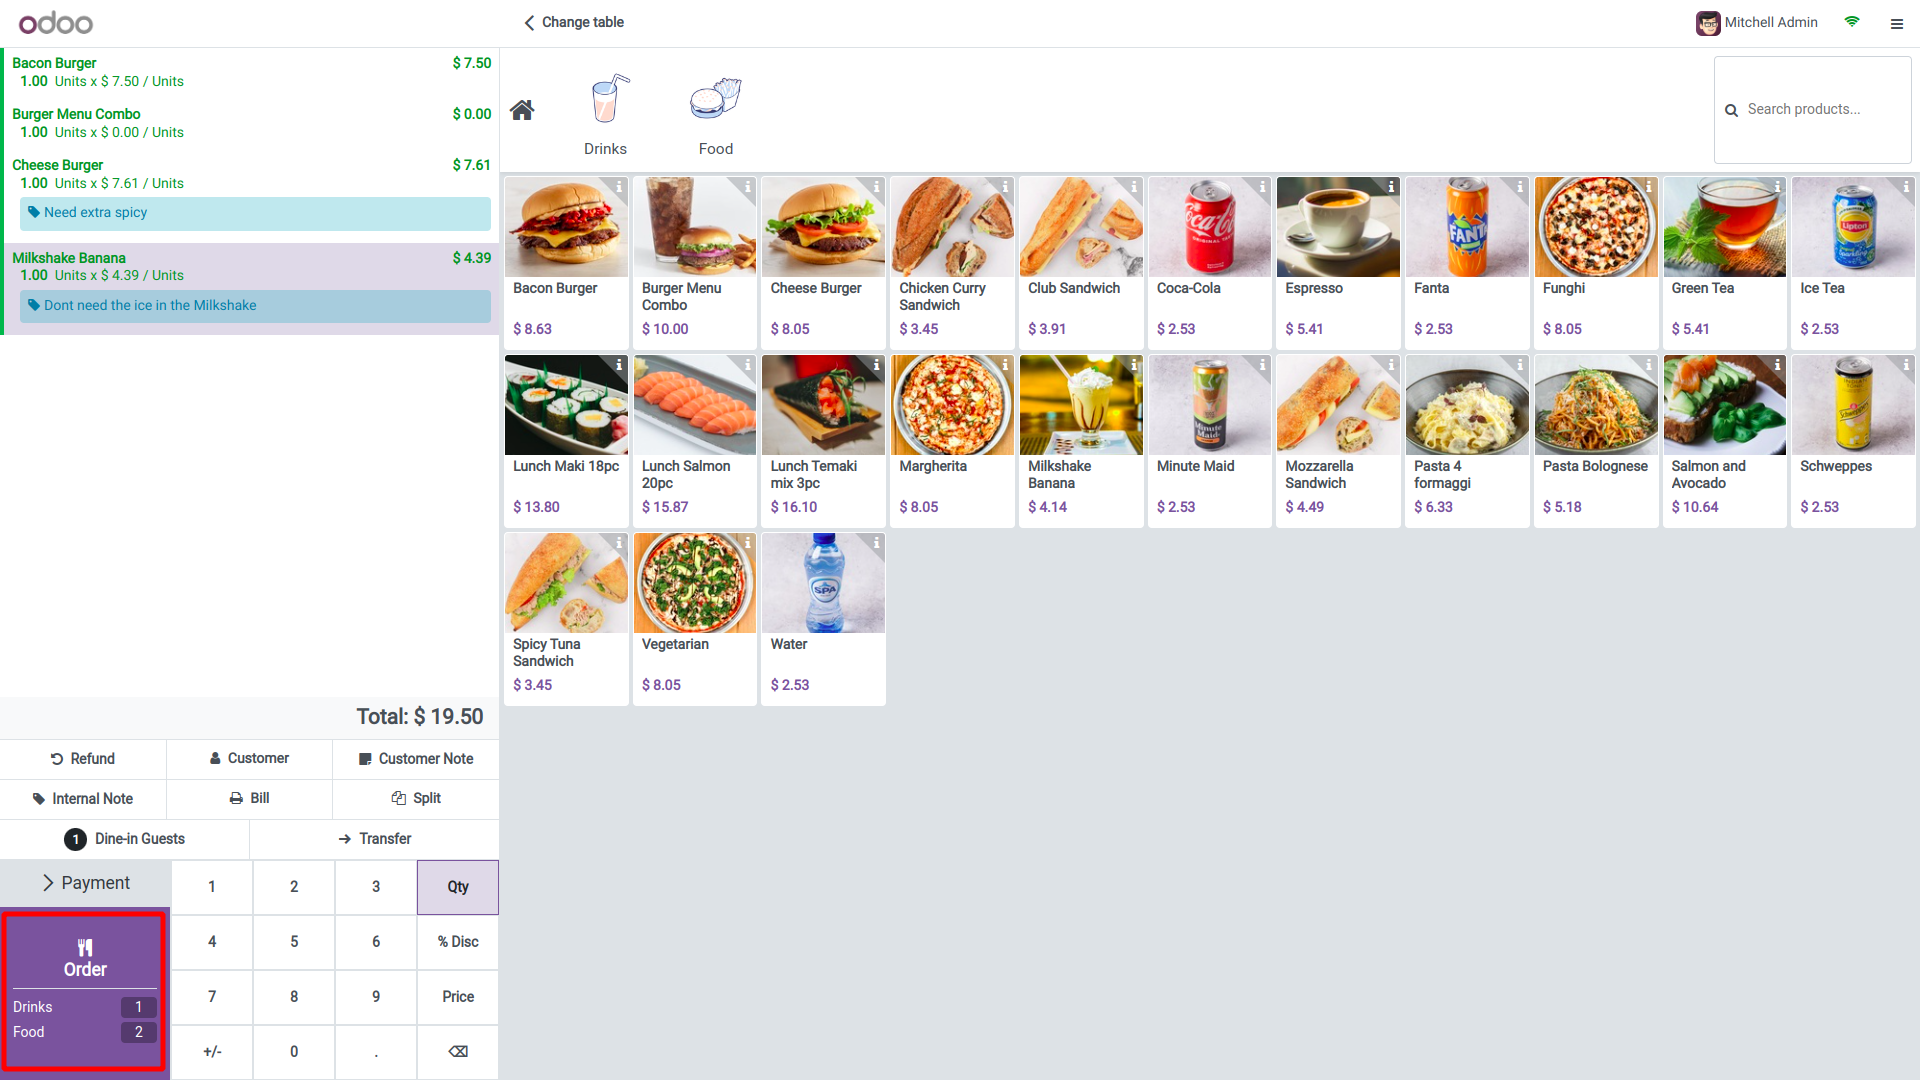 odoo
Change table
Mitchell Admin
Bacon Burger $ 7.50
1.00 Units x $ 7.50 / Units
Burger Menu Combo $ 0.00
1.00 Units x $ 0.00 / Units
Cheese Burger $ 7.61
1.00 Units x $ 7.61 / Units
Need extra spicy
Milkshake Banana $ 4.39
1.00 Units x $ 4.39 / Units
Dont need the ice in the Milkshake
Total: $ 19.50
Refund Customer Customer Note
Internal Note Bill Split
1 Dine-in Guests Transfer
Payment
Order
Drinks 1
Food 2
1 2 3 Qty
4 5 6 % Disc
7 8 9 Price
+/- 0 .
Drinks
Food
Search products...
Bacon Burger
$ 8.63
Burger Menu
Combo
$ 10.00
Cheese Burger
$ 8.05
Chicken Curry
Sandwich
$ 3.45
Club Sandwich
$ 3.91
Coca-Cola
$ 2.53
Espresso
$ 5.41
FANTA
Fanta
$ 2.53
Funghi
$ 8.05
Green Tea
$ 5.41
Lipton
Ice Tea
$ 2.53
Lunch Maki 18pc
$ 13.80
Lunch Salmon
20pc
$ 15.87
Lunch Temaki
mix 3pc
$ 16.10
Margherita
$ 8.05
Milkshake
Banana
$ 4.14
Minute
Maid
Minute Maid
$ 2.53
Mozzarella
Sandwich
$ 4.49
Pasta 4
formaggi
$ 6.33
Pasta Bolognese
$ 5.18
Salmon and
Avocado
$ 10.64
Schweppes
Schweppes
$ 2.53
Spicy Tuna
Sandwich
$ 3.45
Vegetarian
$ 8.05
SPA
Water
$ 2.53